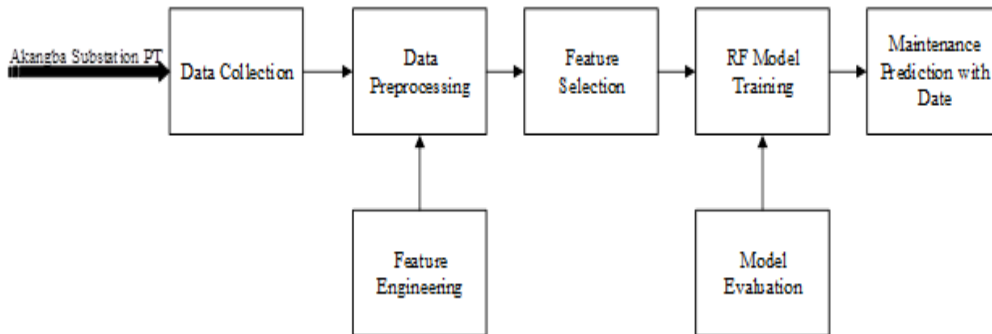 Akangba Substation PT
Data Collection
Data
Preprocessing
Feature
Selection
RF Model
Training
Maintenance
Prediction with
Date
Feature
Engineering
Model
Evaluation